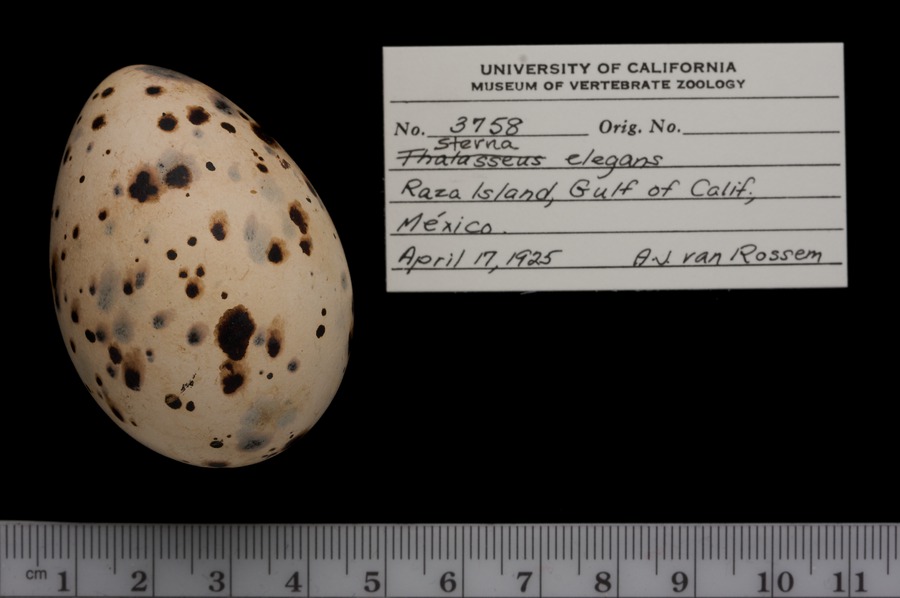 UNIVERSITY OF CALIFORNIA
MUSEUM OF VERTEBRATE ZOOLOGY
No. 3758 Orig. No.
Sterna
Thalasseus elegans
Raza Island, Gulf of Calif,
México.
April 17, 1925 A.J. van Rossem
cm 1 2 3 4 5 6 7 8 9 10 11